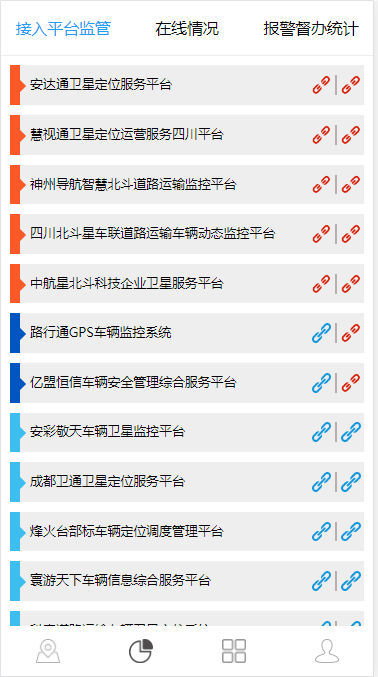 接入平台监管 在线情况 报警督办统计
安达通卫星定位服务平台
慧视通卫星定位运营服务四川平台
神州导航智慧北斗道路运输监控平台
四川北斗星车联道路运输车辆动态监控平台
中航星北斗科技企业卫星服务平台
路行通GPS车辆监控系统
亿盟恒信车辆安全管理综合服务平台
安彩敬天车辆卫星监控平台
成都卫通卫星定位服务平台
烽火台部标车辆定位调度管理平台
寰游天下车辆信息综合服务平台